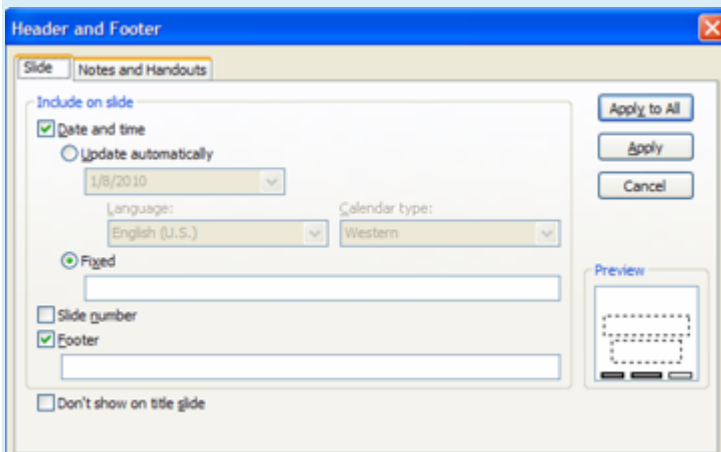 Header and Footer
Slide Notes and Handouts
Include on slide
Apply to All
Date and time
Update automatically
Apply
1/8/2010
Cancel
Language: Calendar type:
English (U.S.) Western
Fixed
Preview
Slide number
Footer
Don't show on title slide